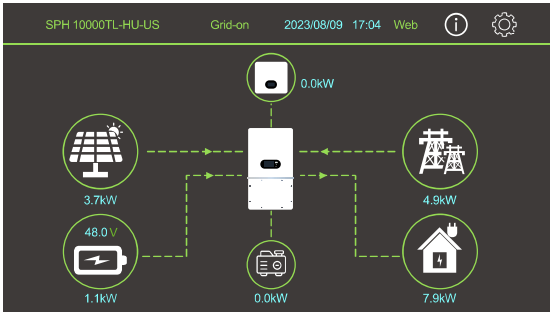 SPH 10000TL-HU-US Grid-on 2023/08/09 17:04 Web
0.0kW
3.7kW 4.9kW
48.0V
1.1kW 0.0kW 7.9kW